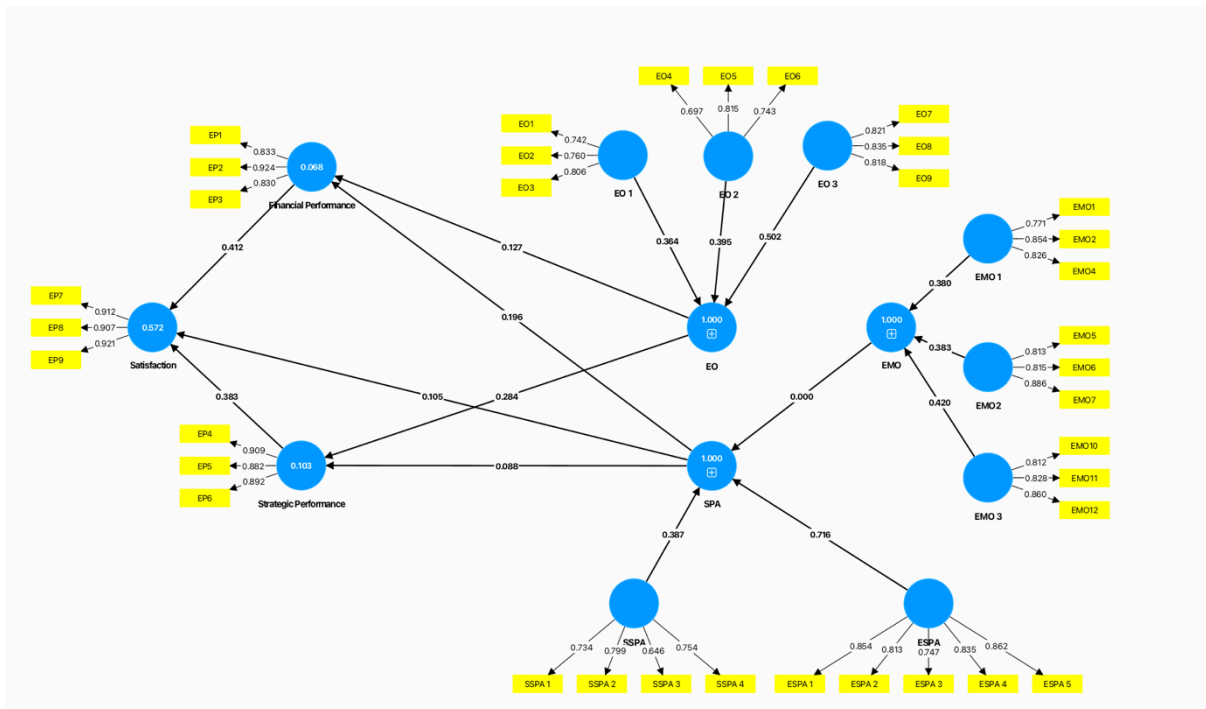 EO4
EO5
EO6
0.697
0.815
0.743
EO1
EO2
EO3
0.742
0.760
0.806
EO 1
EO 2
EO 3
0.821
0.835
0.818
EO7
EO8
EO9
EP1
EP2
EP3
0.833
0.924
0.830
0.068
Financial Performance
0.412
0.127
0.196
0.364
0.395
0.502
EMO1
EMO2
EMO4
0.771
0.854
0.826
EMO 1
0.380
EP7
EP8
EP9
0.912
0.907
0.921
0.572
Satisfaction
1.000
EO
1.000
EMO
0.383
EMO2
0.813
0.815
0.886
EMO5
EMO6
EMO7
0.383
0.105
0.284
0.000
0.420
EP4
EP5
EP6
0.909
0.882
0.892
0.103
Strategic Performance
0.088
1.000
SPA
EMO 3
0.812
0.828
0.860
EMO10
EMO11
EMO12
0.387
0.716
SSPA
0.734
0.799
0.646
0.754
SSPA 1
SSPA 2
SSPA 3
SSPA 4
ESPA
0.854
0.813
0.747
0.835
0.862
ESPA 1
ESPA 2
ESPA 3
ESPA 4
ESPA 5